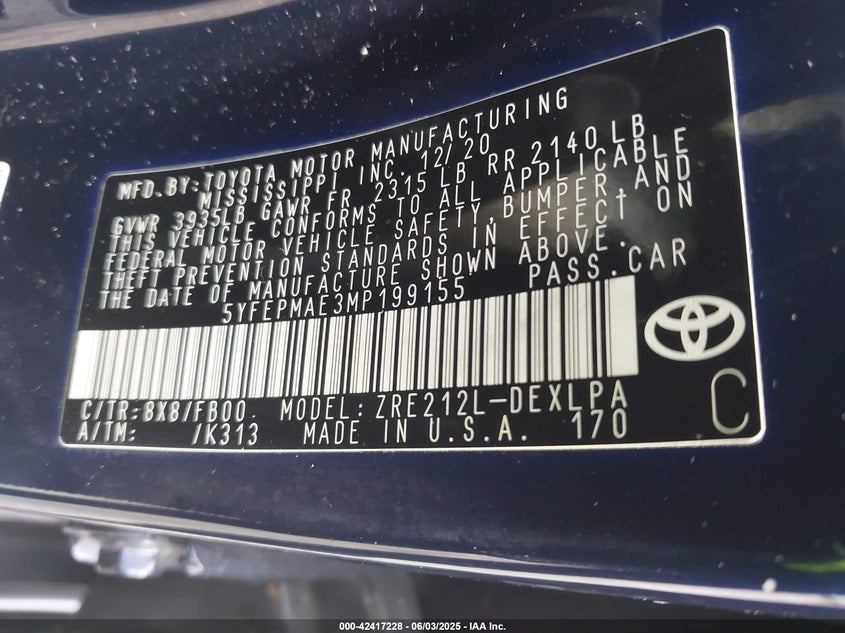 MFD. BY: TOYOTA MOTOR MANUFACTURING
MISSISSIPPI INC. 12/20
GVWR 3935LB GAWR FR 2315 LB RR 2140 LB
THIS VEHICLE CONFORMS TO ALL APPLICABLE
FEDERAL MOTOR VEHICLE SAFETY, BUMPER, AND
THEFT PREVENTION STANDARDS IN EFFECT ON
THE DATE OF MANUFACTURE SHOWN ABOVE.
5YFEPMAE3MP199155 PASS. CAR
C/TR: 8X8/FB00 MODEL: ZRE212L-DEXLPA
A/TM: /K313 MADE IN U.S.A. 170
C
000-42417228 - 06/03/2025 - IAA Inc.